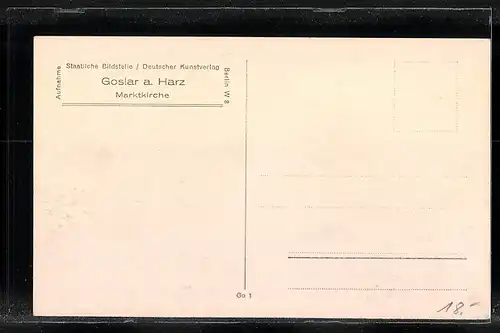 Aufnahme
Staatliche Bildstelle / Deutscher Kunstverlag
Berlin W 8
Goslar a. Harz
Marktkirche
Go 1
18.-